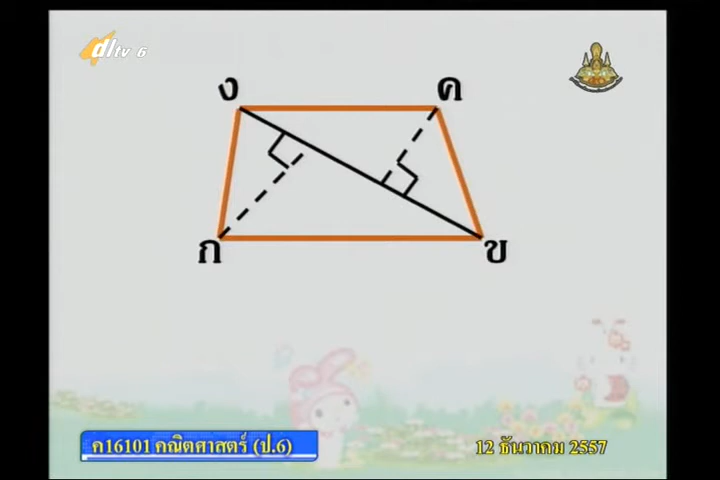 dltv 6
ง ค
ก ข
ค16101 คณิตศาสตร์ (ป.6)
12 ธันวาคม 2557